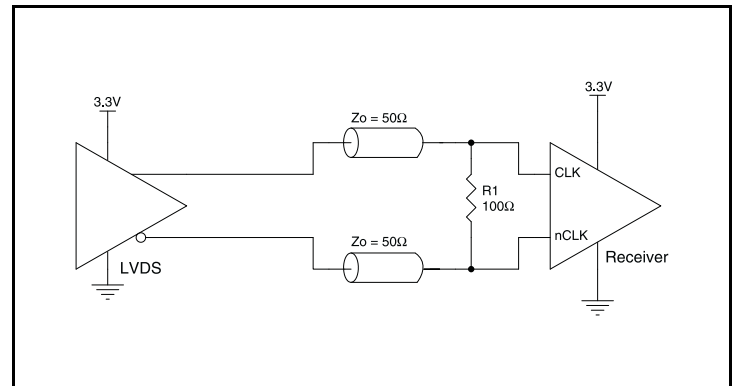 3.3V
3.3V
Zo = 50Ω
CLK
R1
100Ω
nCLK
Zo = 50Ω
LVDS
Receiver